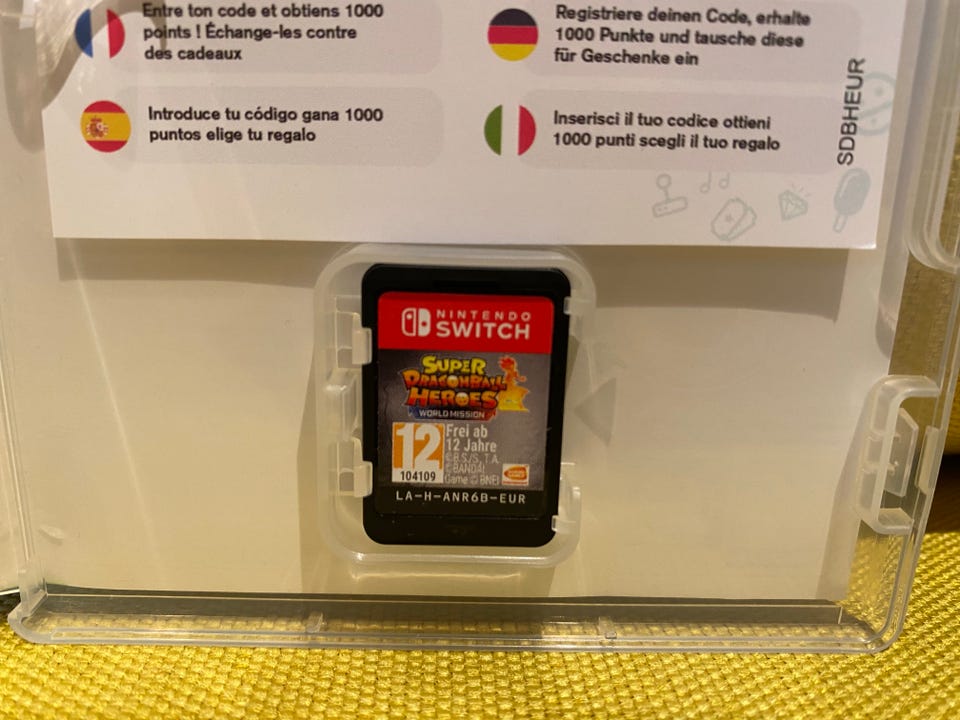 Entre ton code et obtiens 1000
points ! Échange-les contre
des cadeaux
Registriere deinen Code, erhalte
1000 Punkte und tausche diese
für Geschenke ein
Introduce tu código gana 1000
puntos elige tu regalo
Inserisci il tuo codice ottieni
1000 punti scegli il tuo regalo
SDBHEUR
NINTENDO
SWITCH
SUPER
DRAGONBALL
HEROES
WORLD MISSION
12
104109
Frei ab
12 Jahre
©B.S/S, T.A.
©BANDAI
Game © BNEI
LA-H-ANR6B-EUR